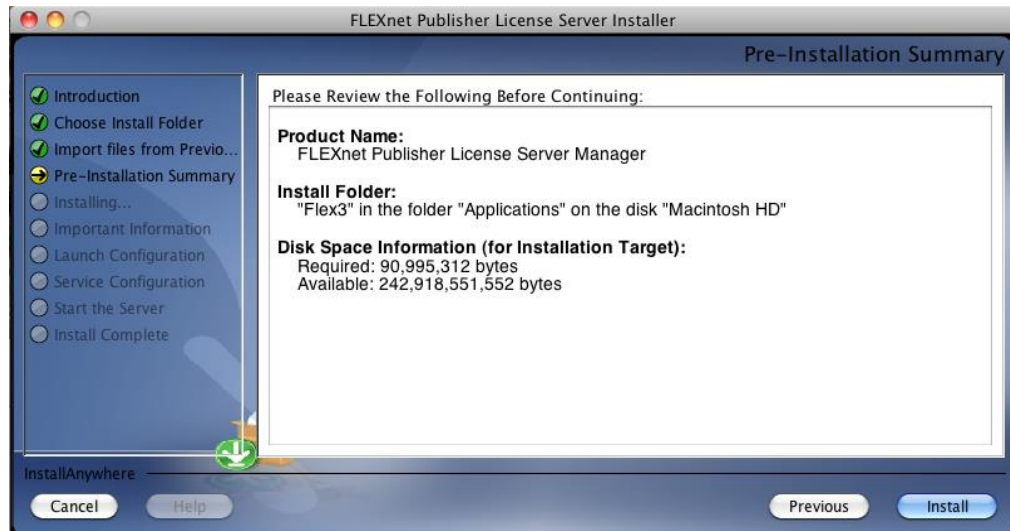 FLEXnet Publisher License Server Installer
Pre-Installation Summary
Introduction
Choose Install Folder
Import files from Previo...
Pre-Installation Summary
Installing...
Important Information
Launch Configuration
Service Configuration
Start the Server
Install Complete
Please Review the Following Before Continuing:
Product Name:
FLEXnet Publisher License Server Manager
Install Folder:
"Flex3" in the folder "Applications" on the disk "Macintosh HD"
Disk Space Information (for Installation Target):
Required: 90,995,312 bytes
Available: 242,918,551,552 bytes
InstallAnywhere
Cancel
Help
Previous
Install